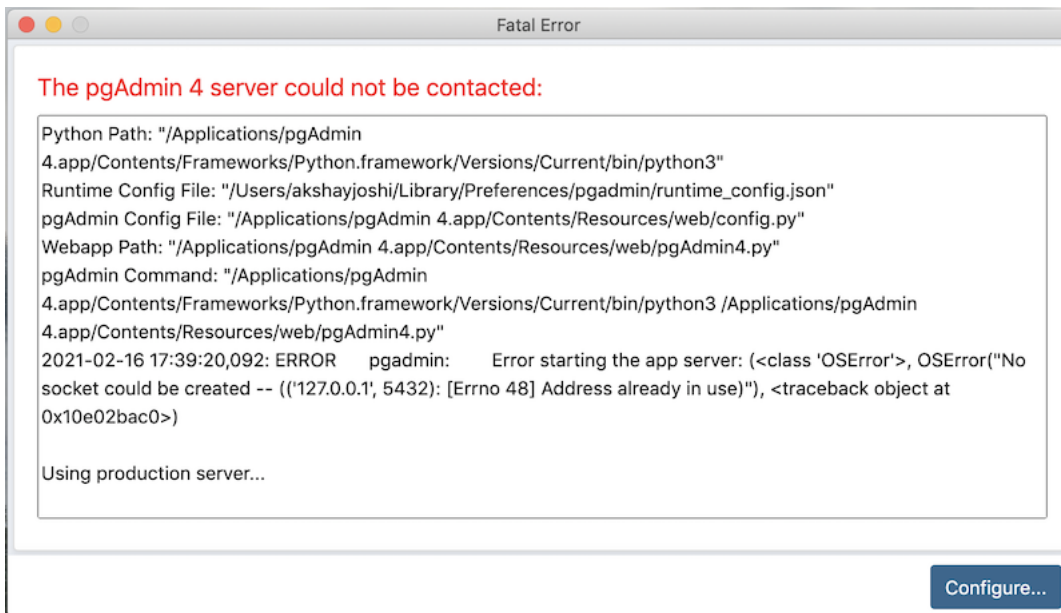 Fatal Error
The pgAdmin 4 server could not be contacted:
Python Path: "/Applications/pgAdmin
4.app/Contents/Frameworks/Python.framework/Versions/Current/bin/python3"
Runtime Config File: "/Users/akshayjoshi/Library/Preferences/pgadmin/runtime_config.json"
pgAdmin Config File: "/Applications/pgAdmin 4.app/Contents/Resources/web/config.py"
Webapp Path: "/Applications/pgAdmin 4.app/Contents/Resources/web/pgAdmin4.py"
pgAdmin Command: "/Applications/pgAdmin
4.app/Contents/Frameworks/Python.framework/Versions/Current/bin/python3 /Applications/pgAdmin
4.app/Contents/Resources/web/pgAdmin4.py"
2021-02-16 17:39:20,092: ERROR pgadmin: Error starting the app server: (<class 'OSError'>, OSError("No
socket could be created -- (('127.0.0.1', 5432): [Errno 48] Address already in use)"), <traceback object at
0x10e02bac0>)
Using production server...
Configure...